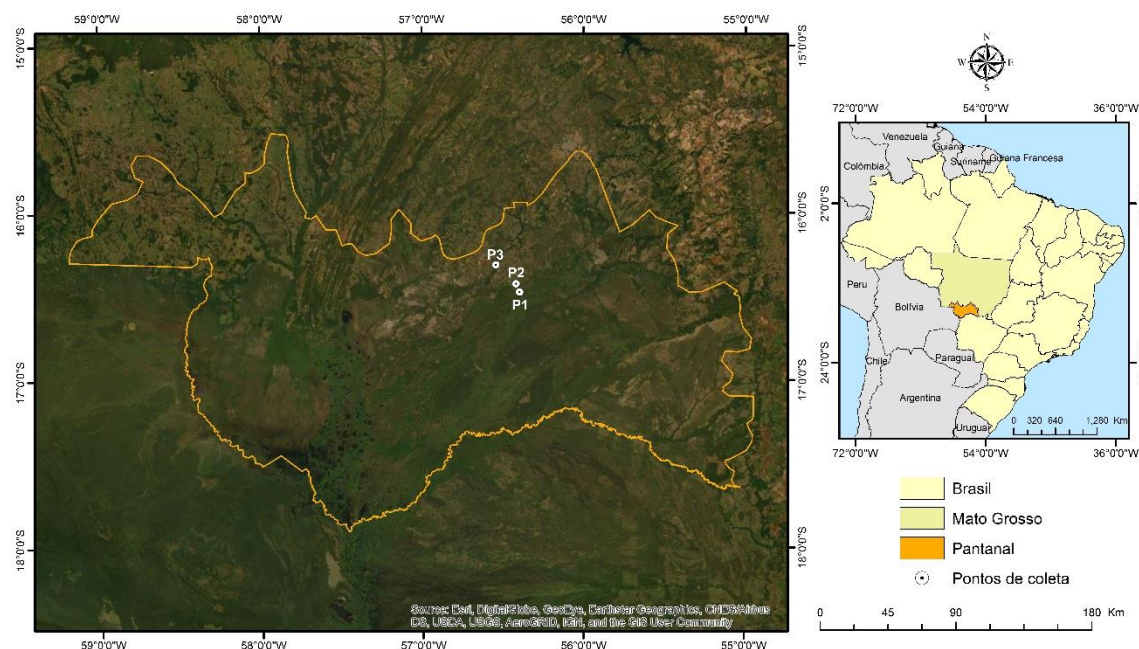 59°0'0"W 58°0'0"W 57°0'0"W 56°0'0"W 55°0'0"W
15°0'0"S 15°0'0"S
16°0'0"S 16°0'0"S
P3
P2
P1
17°0'0"S 17°0'0"S
18°0'0"S 18°0'0"S
Source: Esri, DigitalGlobe, GeoEye, Earthstar Geographics, CNES/Airbus
DS, USDA, USGS, AeroGRID, IGN, and the GIS User Community
59°0'0"W 58°0'0"W 57°0'0"W 56°0'0"W 55°0'0"W
N
W E
S
72°0'0"W 54°0'0"W 36°0'0"W
Venezuela
Guiana
Guiana Francesa
Suriname
Colômbia
2°0'0"S 2°0'0"S
Peru
Bolívia
Paraguai
24°0'0"S 24°0'0"S
Chile
Argentina
Uruguai
0 320 640 1,280 Km
72°0'0"W 54°0'0"W 36°0'0"W
Brasil
Mato Grosso
Pantanal
Pontos de coleta
0 45 90 180 Km